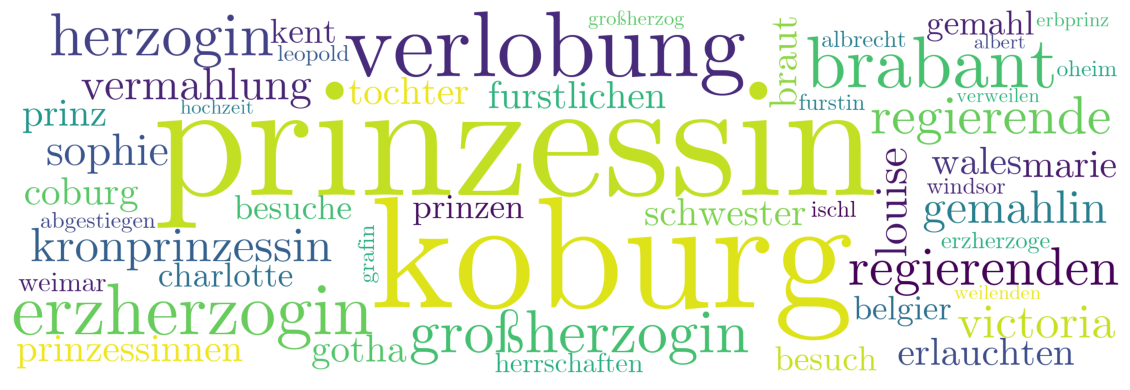 großherzog
herzogin kent verlobung braut gemahl erbprinz
leopold albrecht albert
vermahlung tochter furstlichen brabant oheim
prinz hochzeit furstin verweilen regierende
sophie prinzessin louise wales marie
coburg besuche prinzen schwester ischl windsor gemahlin
abgestiegen
kronprinzessin grafin koburg erzherzoge
weimar charlotte regierenden
erzherzogin belgier weilenden victoria
prinzessinnen gotha großherzogin besuch erlauchten
herrschaften